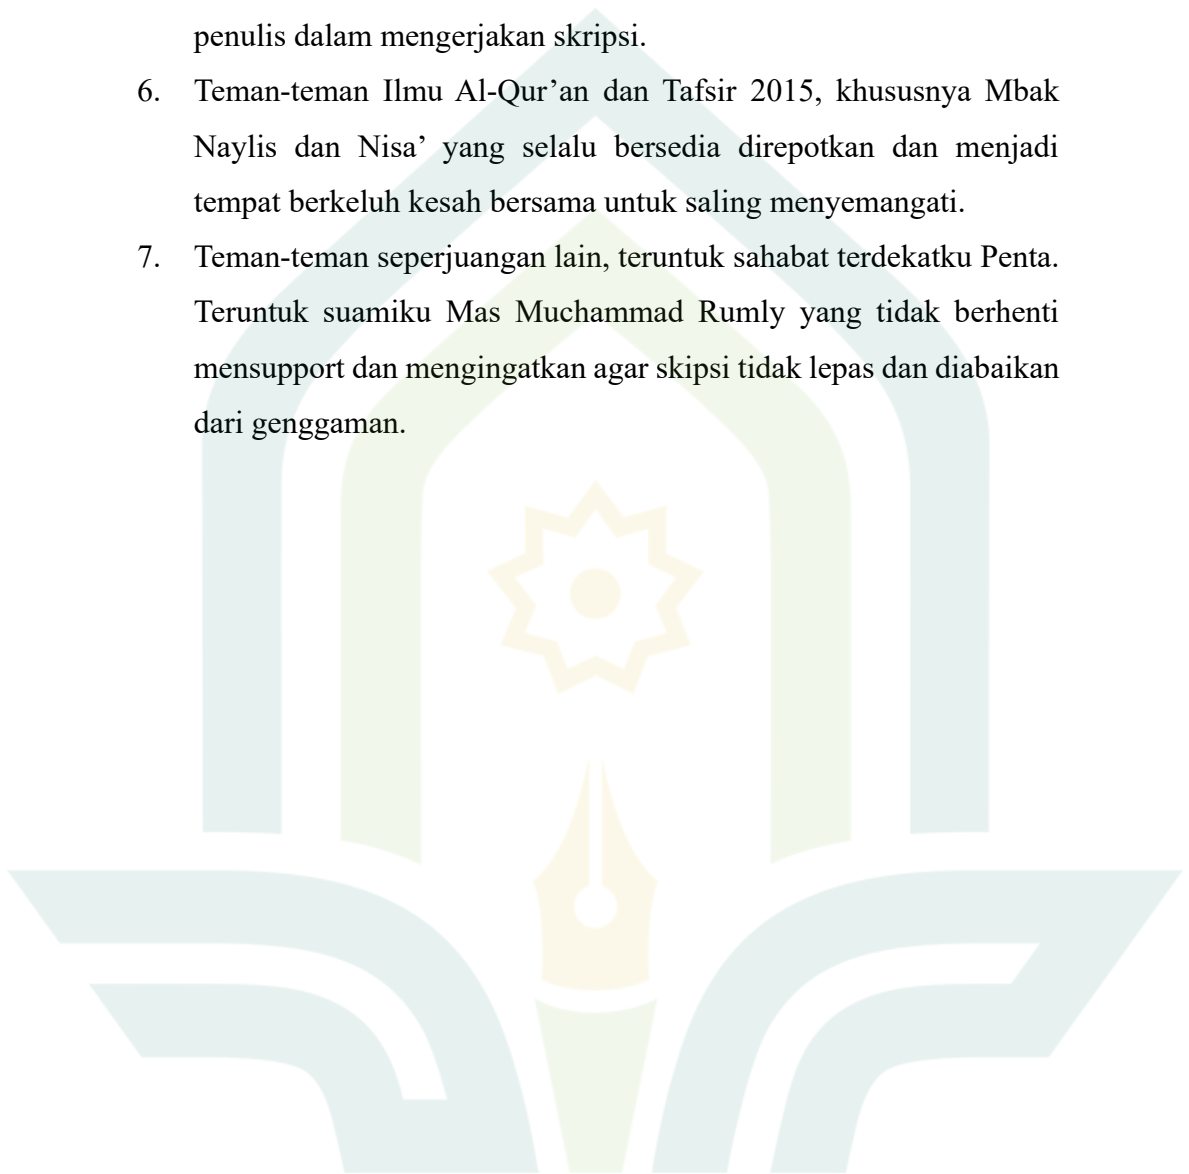 penulis dalam mengerjakan skripsi.
6. Teman-teman Ilmu Al-Qur’an dan Tafsir 2015, khususnya Mbak
Naylis dan Nisa’ yang selalu bersedia direpotkan dan menjadi
tempat berkeluh kesah bersama untuk saling menyemangati.
7. Teman-teman seperjuangan lain, teruntuk sahabat terdekatku Penta.
Teruntuk suamiku Mas Muchammad Rumly yang tidak berhenti
mensupport dan mengingatkan agar skipsi tidak lepas dan diabaikan
dari genggaman.